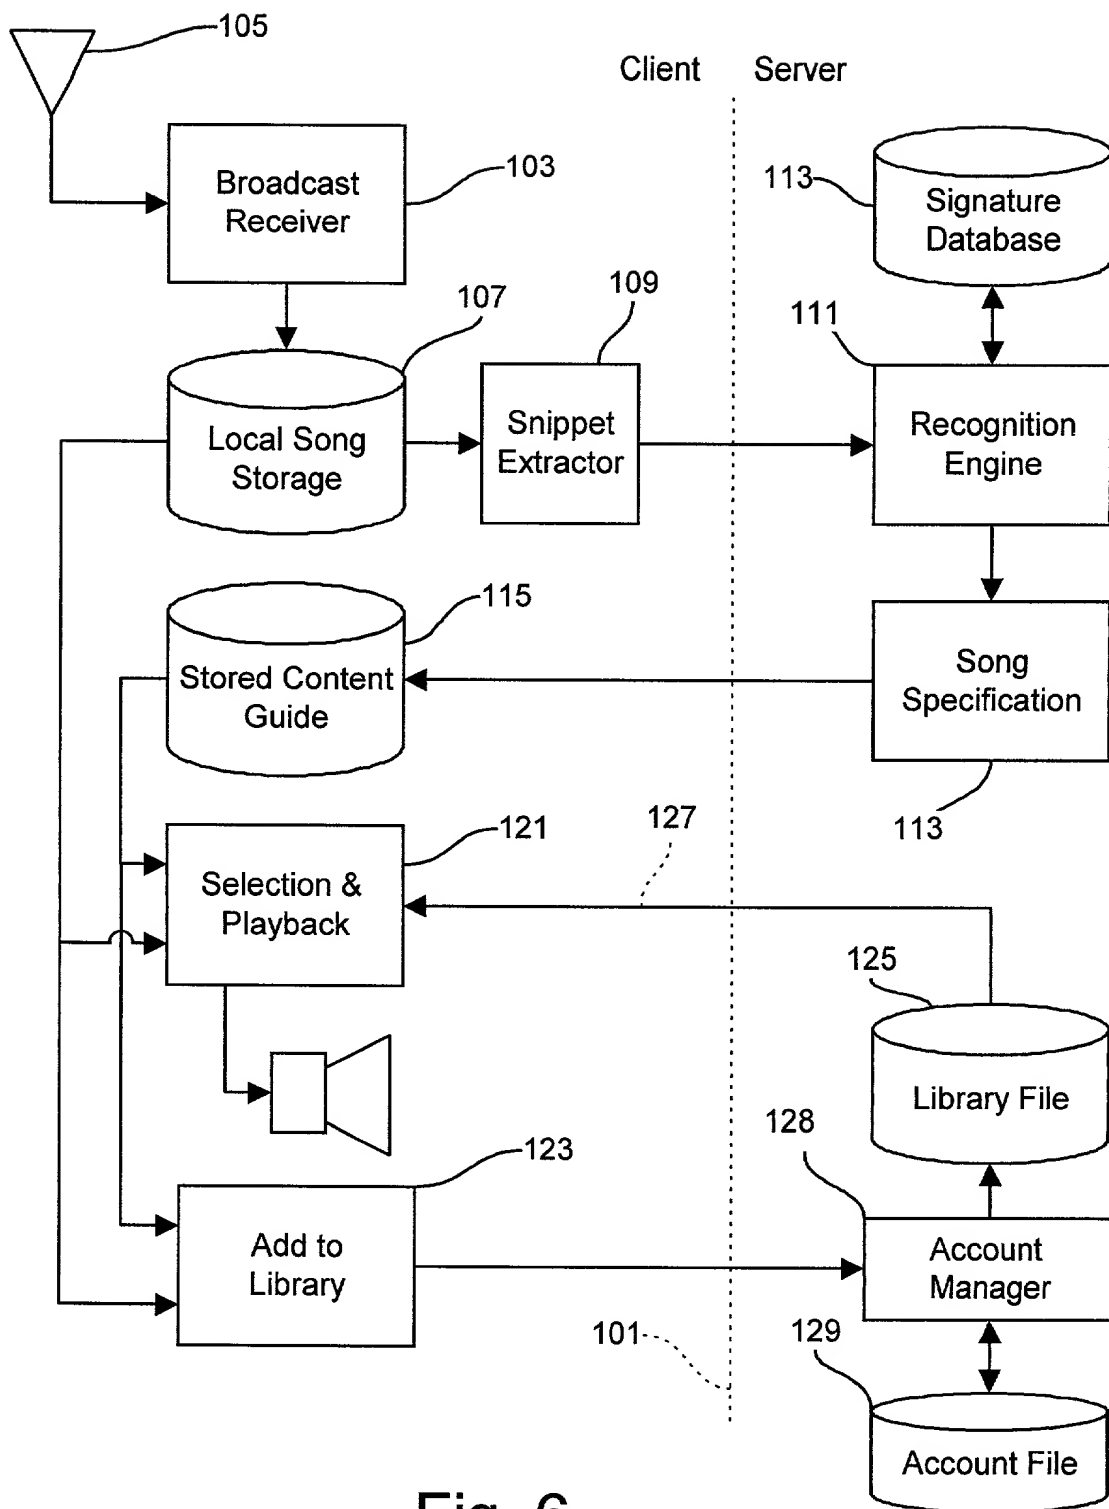 105
Client
Server
Broadcast
Receiver
103
113
Signature
Database
107
109
111
Local Song
Storage
Snippet
Extractor
Recognition
Engine
115
Stored Content
Guide
Song
Specification
113
121
127
Selection &
Playback
125
Library File
123
128
Add to
Library
Account
Manager
101
129
Account File
Fig. 6